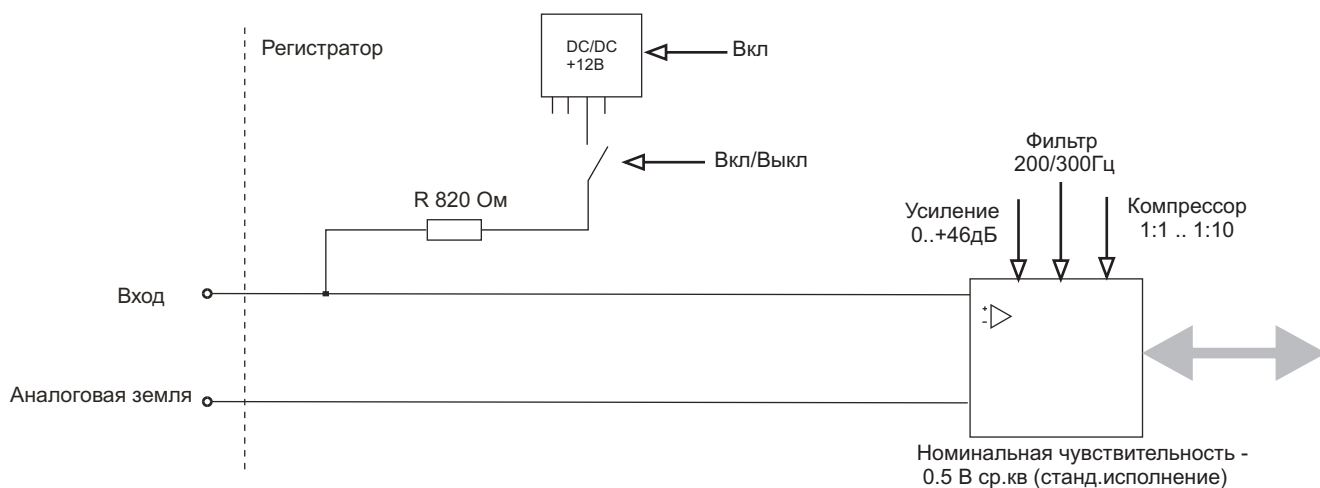 Регистратор
DC/DC
+12В
Вкл
Вкл/Выкл
R 820 Ом
Фильтр
200/300Гц
Усиление
0..+46дБ
Компрессор
1:1 .. 1:10
Вход
+
-
Аналоговая земля
Номинальная чувствительность -
0.5 В ср.кв (станд.исполнение)